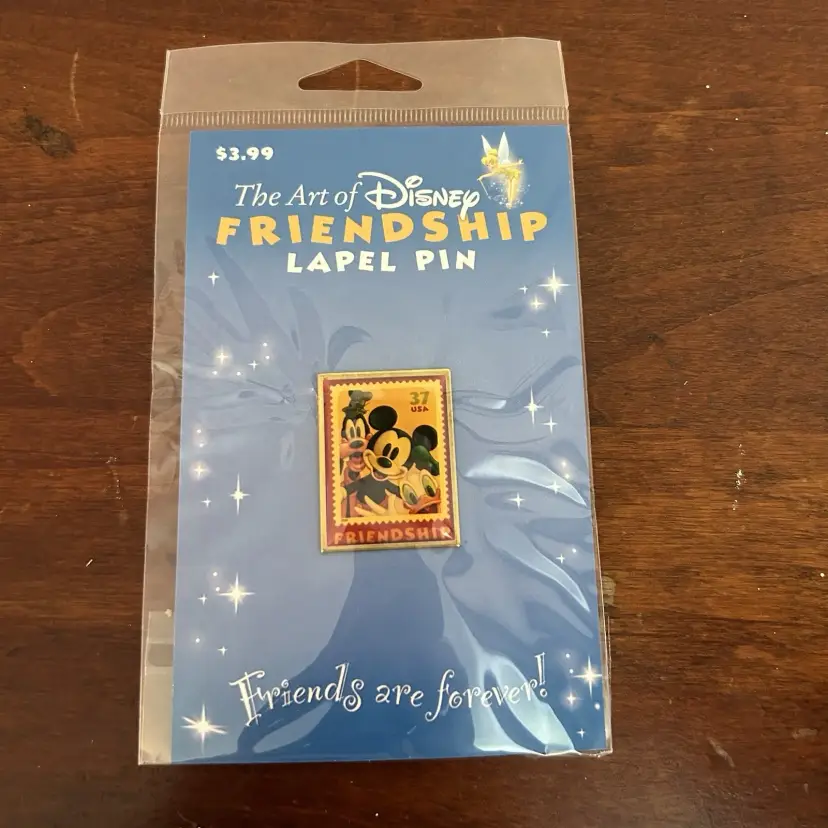 $3.99
The Art of Disney
FRIENDSHIP
LAPEL PIN
37
USA
FRIENDSHIP
Friends are forever!